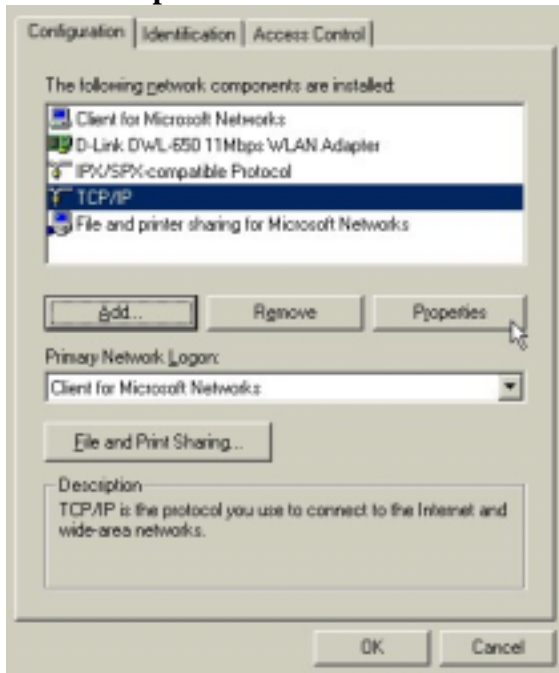 Configuration Identification Access Control
The following network components are installed:
Client for Microsoft Networks
D-Link DWL-650 11Mbps WLAN Adapter
IPX/SPX-compatible Protocol
TCP/IP
File and printer sharing for Microsoft Networks
Add... Remove Properties
Primary Network Logon:
Client for Microsoft Networks
File and Print Sharing...
Description
TCP/IP is the protocol you use to connect to the Internet and
wide-area networks.
OK Cancel